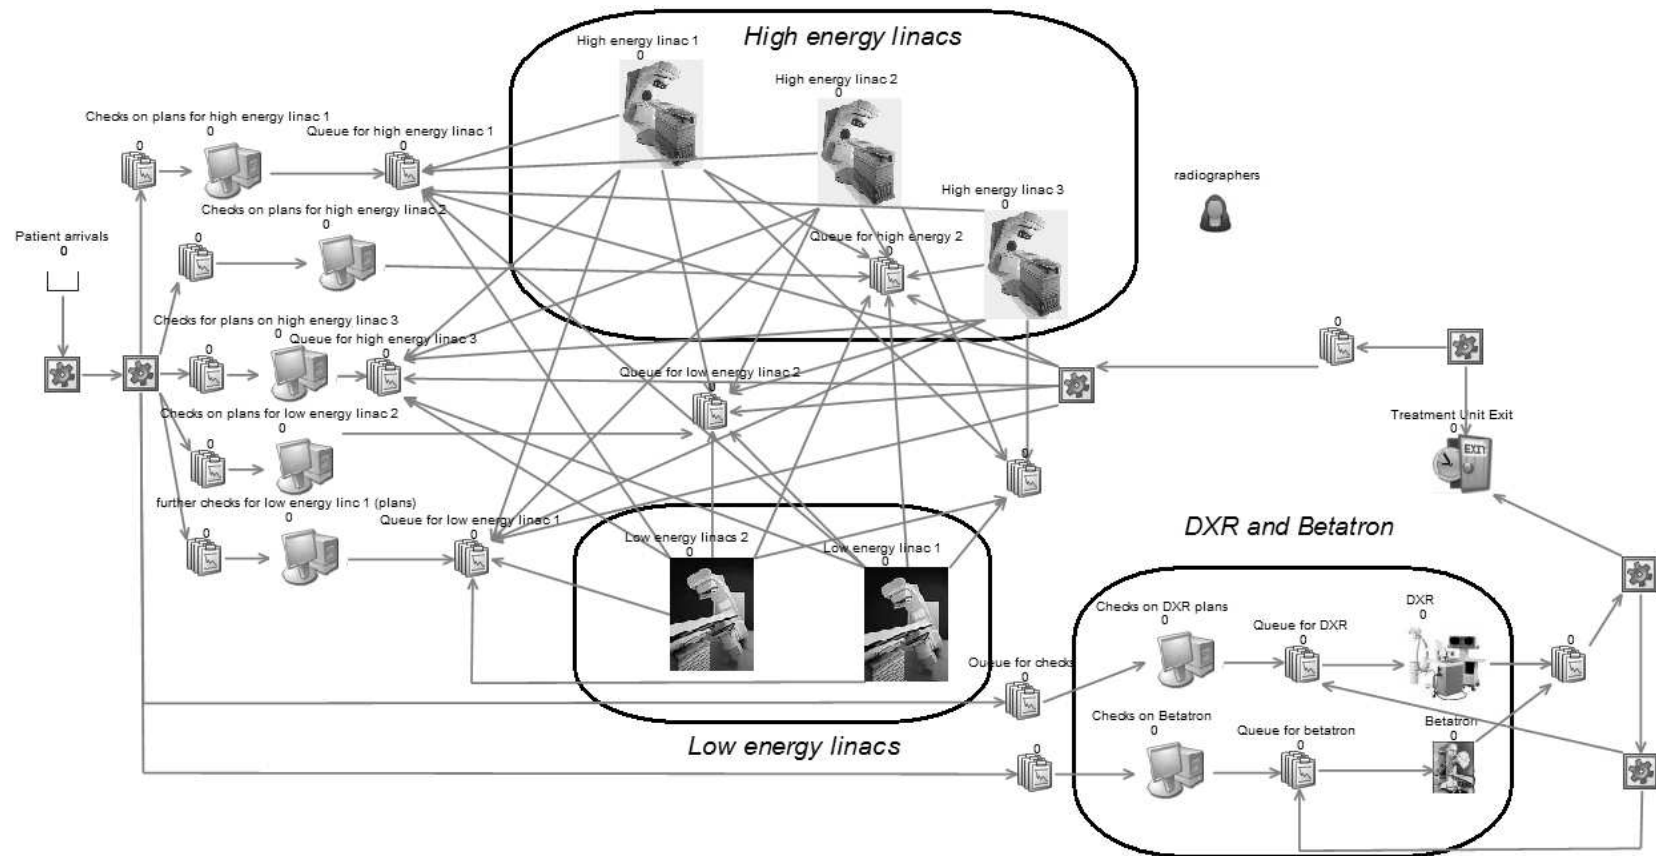 High energy linacs
High energy linac 1
0
High energy linac 2
0
Checks on plans for high energy linac 1
0
Queue for high energy linac 1
0
0
radiographers
High energy linac 3
0
Checks on plans for high energy linac 2
0
0
Patient arrivals
0
Queue for high energy 2
0
Checks for plans on high energy linac 3
0
Queue for high energy linac 3
0
0
0
Queue for low energy linac 2
0
Checks on plans for low energy linac 2
0
0
Treatment Unit Exit
0
EXIT
0
further checks for low energy linc 1 (plans)
0
Queue for low energy linac 1
0
0
DXR and Betatron
Low energy linacs 2
0
Low energy linac 1
0
Checks on DXR plans
0
DXR
0
Queue for DXR
0
0
Queue for checks
0
Checks on Betatron
0
Queue for betatron
0
Betatron
0
Low energy linacs
0